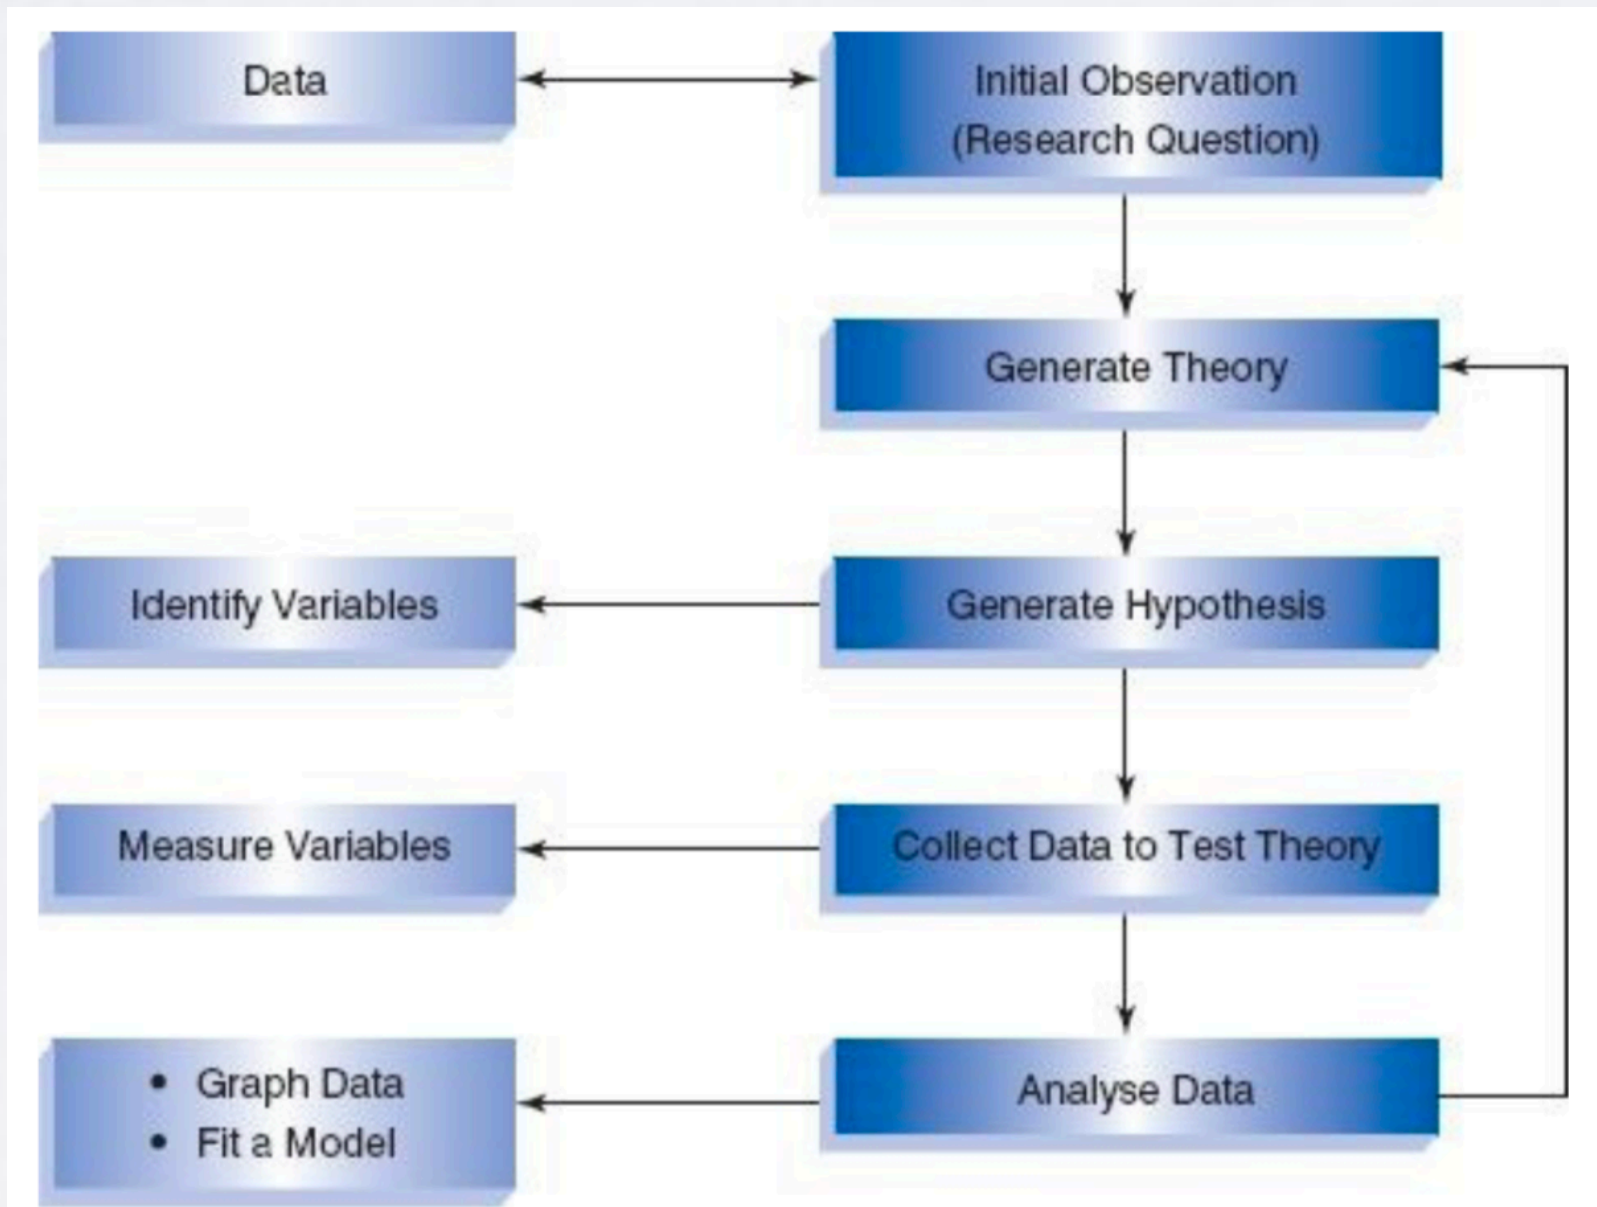 Data
Initial Observation
(Research Question)
Generate Theory
Identify Variables
Generate Hypothesis
Measure Variables
Collect Data to Test Theory
• Graph Data
• Fit a Model
Analyse Data